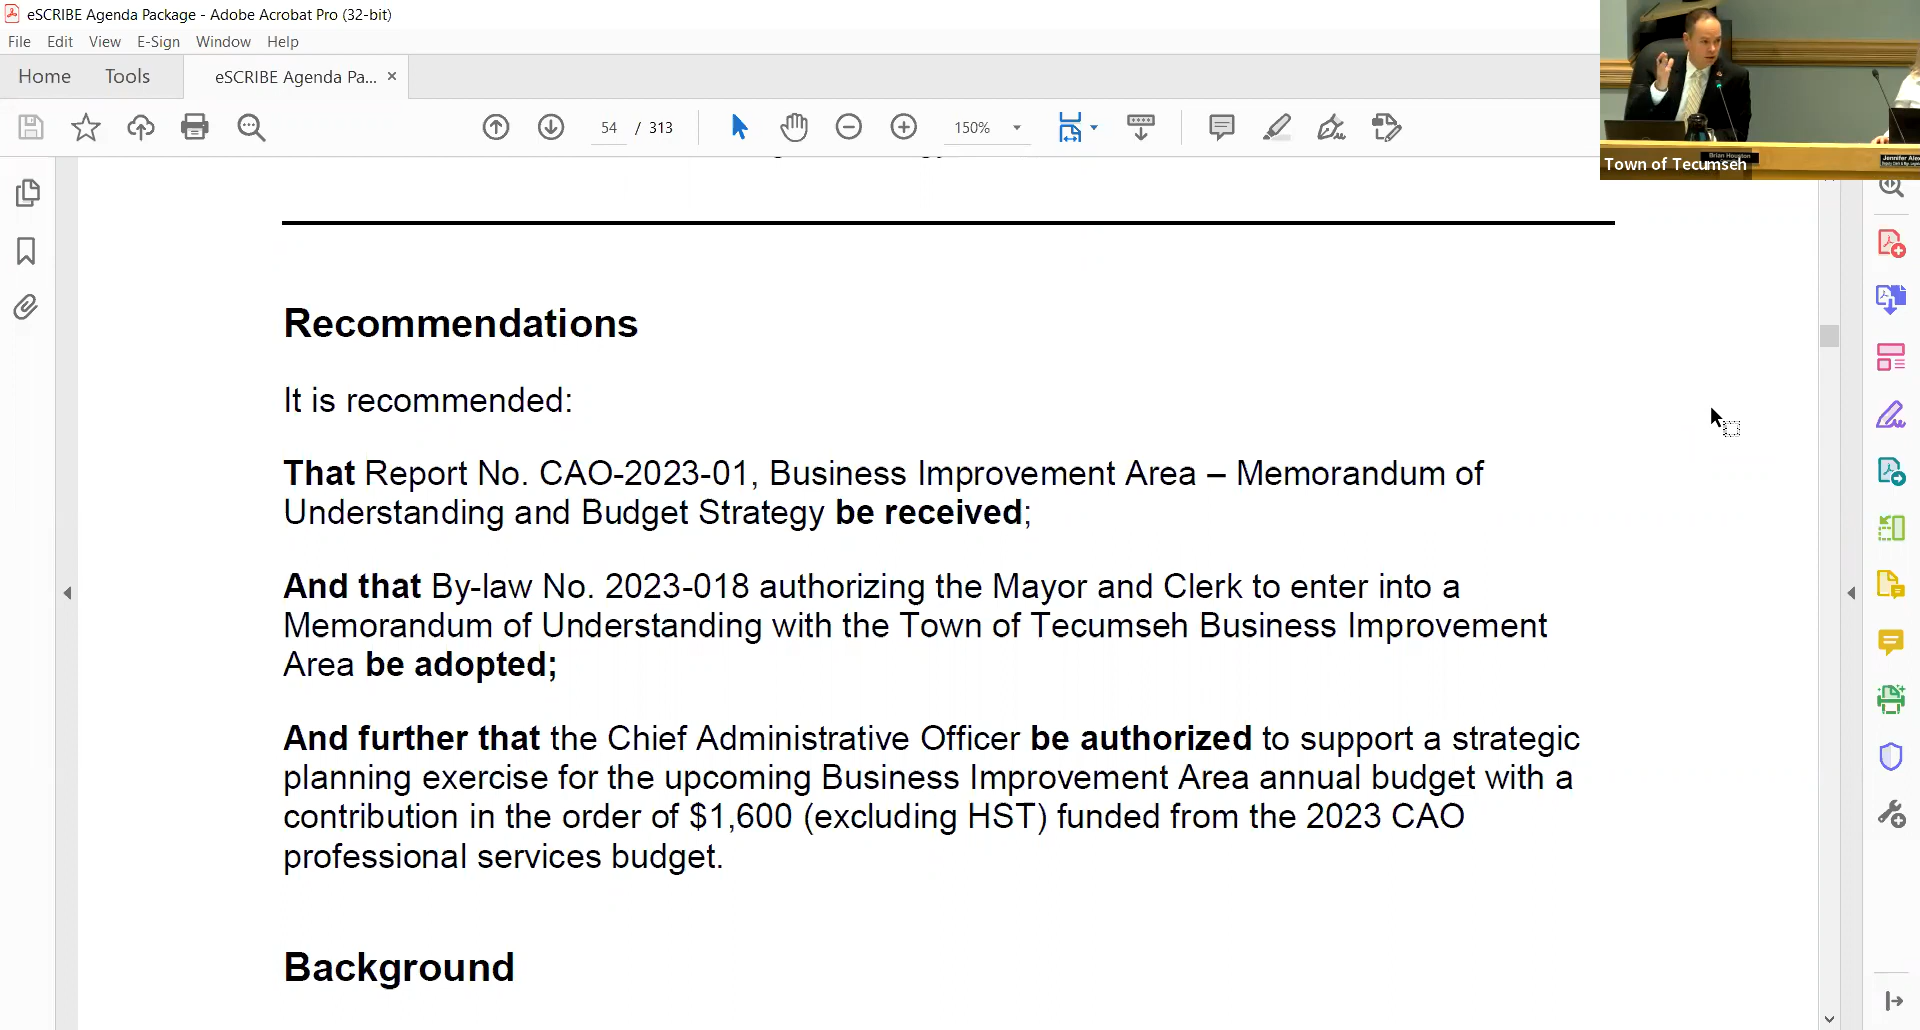 eSCRIBE Agenda Package - Adobe Acrobat Pro (32-bit)
File Edit View E-Sign Window Help
Home Tools eSCRIBE Agenda Pa... ×
54 / 313 150%
Recommendations
It is recommended:
That Report No. CAO-2023-01, Business Improvement Area – Memorandum of
Understanding and Budget Strategy be received;
And that By-law No. 2023-018 authorizing the Mayor and Clerk to enter into a
Memorandum of Understanding with the Town of Tecumseh Business Improvement
Area be adopted;
And further that the Chief Administrative Officer be authorized to support a strategic
planning exercise for the upcoming Business Improvement Area annual budget with a
contribution in the order of $1,600 (excluding HST) funded from the 2023 CAO
professional services budget.
Background
Brian Houston
Jennifer Alex
Town of Tecumseh